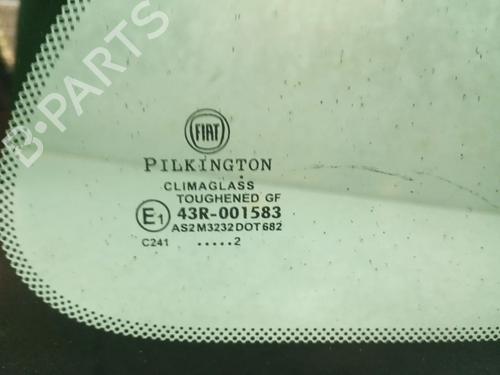 B-PARTS
FIAT
PILKINGTON
CLIMAGLASS
TOUGHENED GF
E1 43R-001583
AS2 M3232 DOT 682
C241 .....2